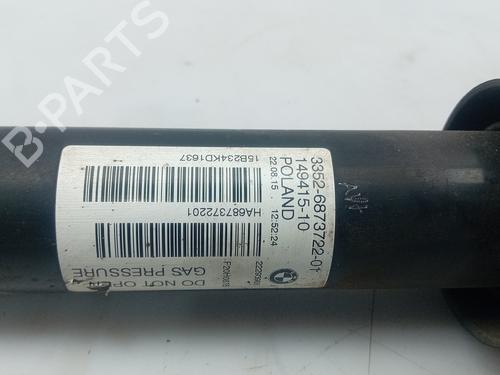 3352-6873722-01
149415-10
POLAND
22.08.15 12:52:24
15B234KD1637
HA687372201
DO NOT OPEN
GAS PRESSURE
B-PARTS